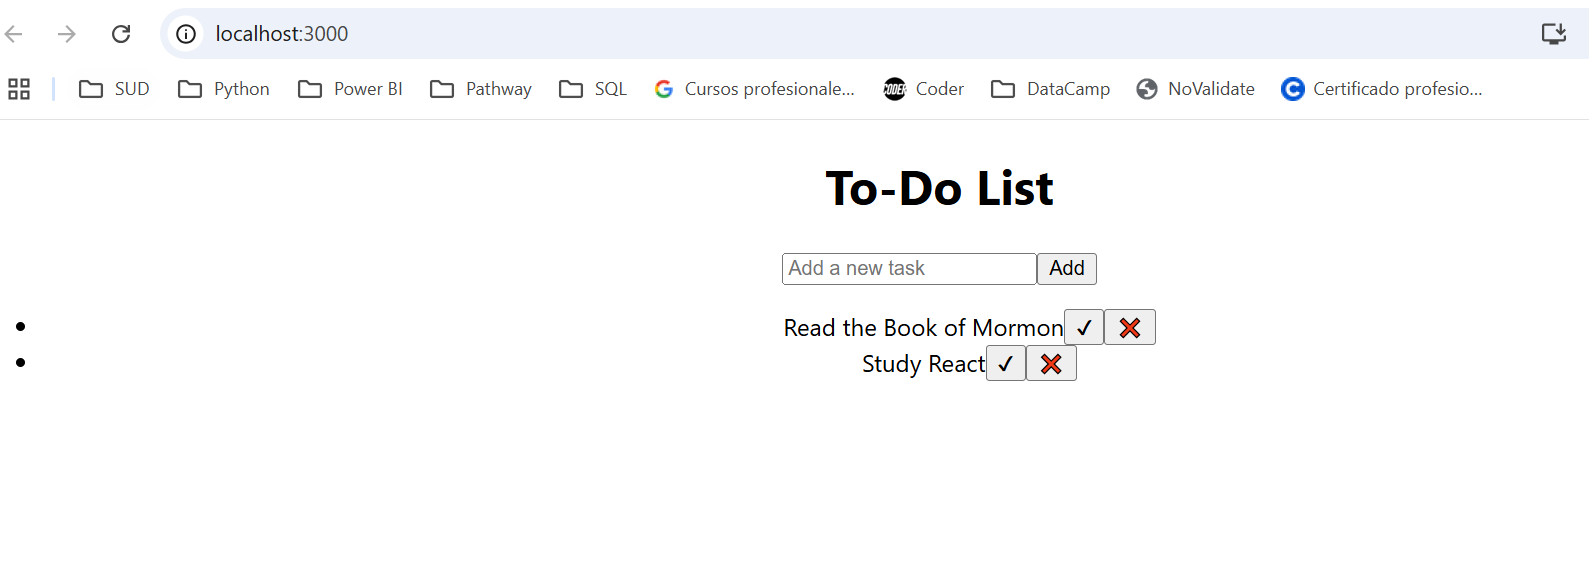 localhost:3000
SUD Python Power BI Pathway SQL Cursos profesionale... Coder DataCamp NoValidate Certificado profesio...
To-Do List
Add a new task Add
Read the Book of Mormon ✓ ❌
Study React ✓ ❌